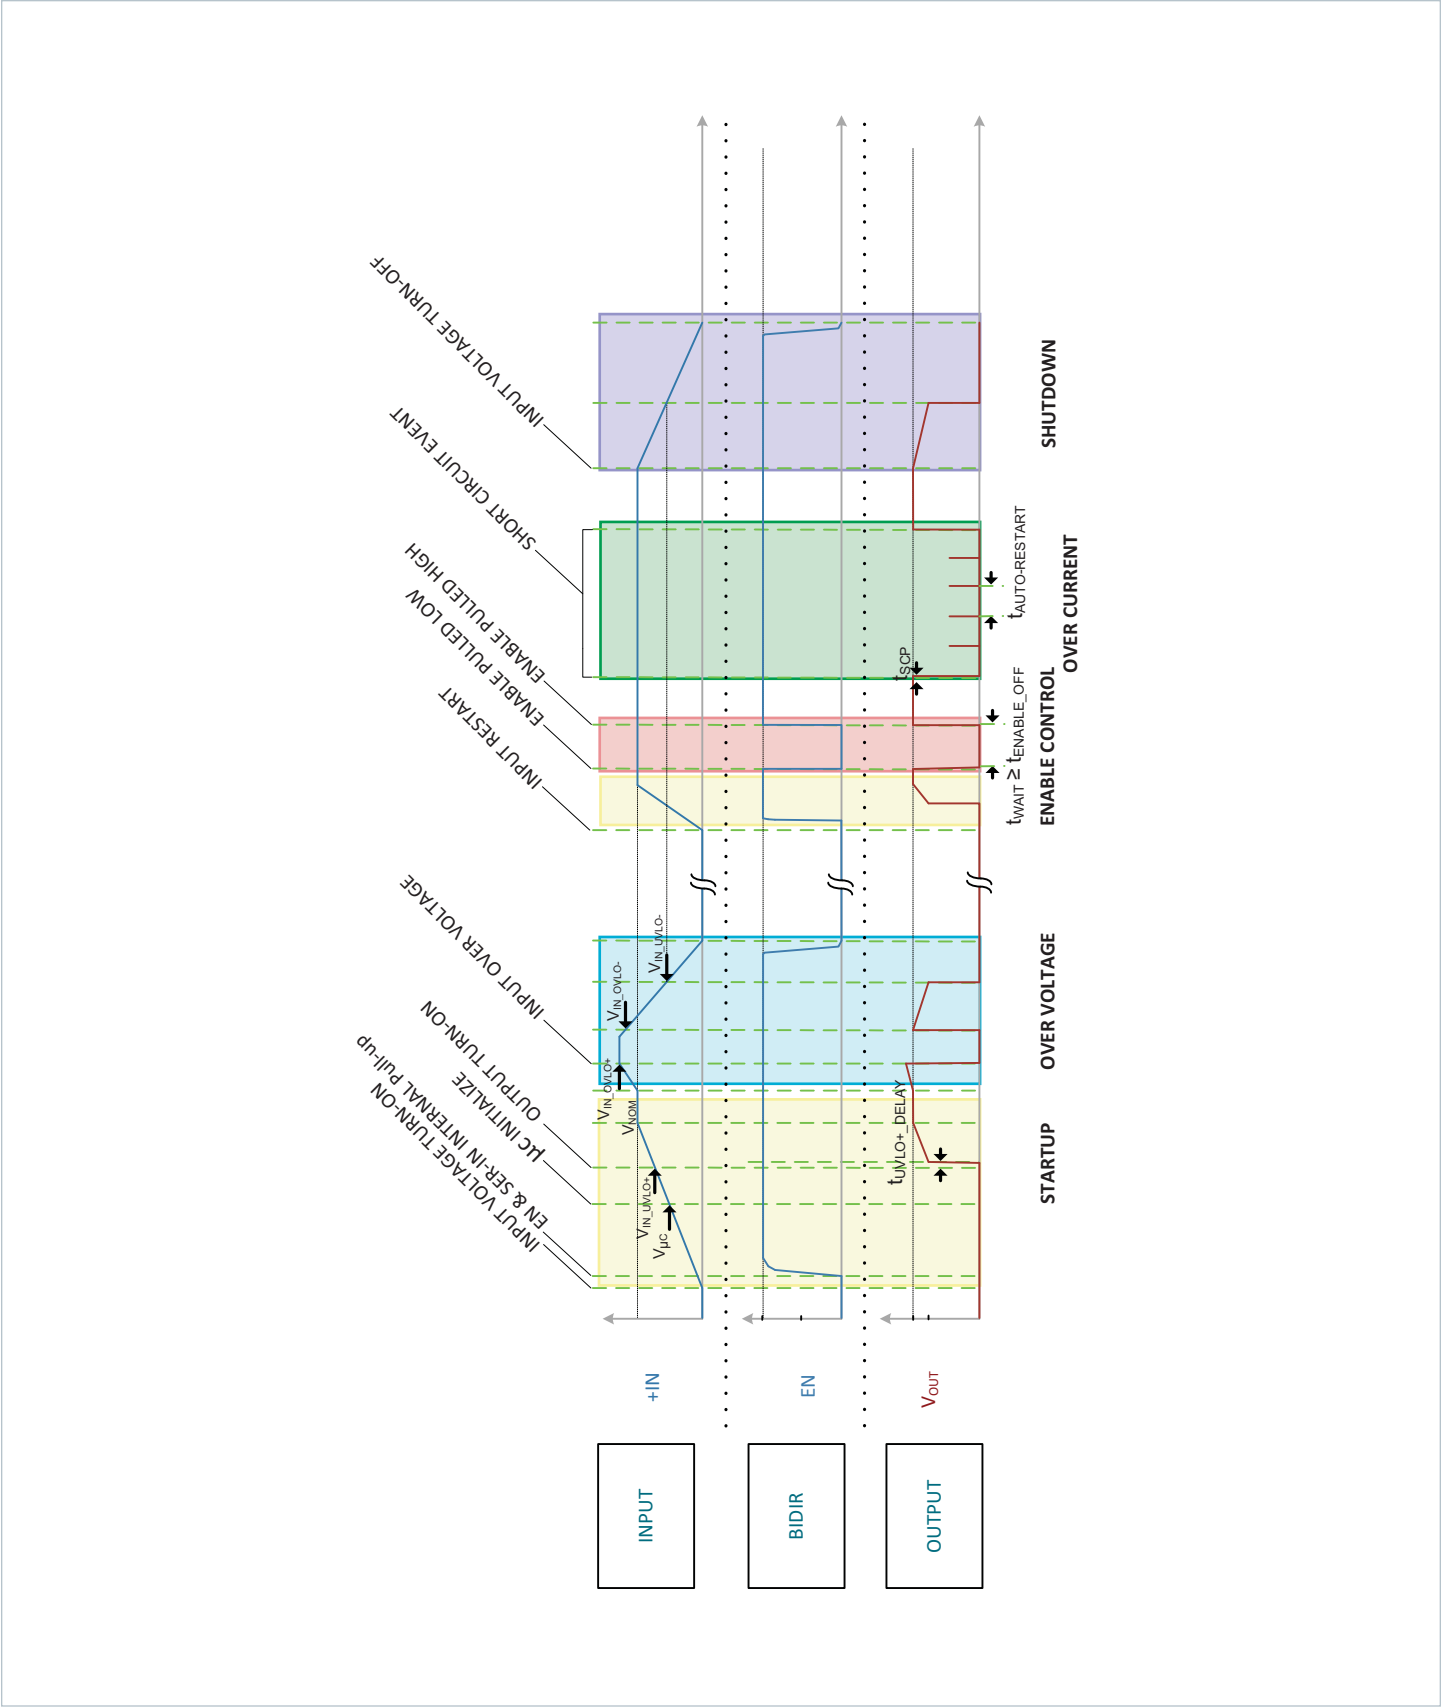 INPUT VOLTAGE TURN-ON
EN & SER-IN INTERNAL Pull-up
µC INITIALIZE
OUTPUT TURN-ON
INPUT OVER VOLTAGE
INPUT RESTART
ENABLE PULLED LOW
ENABLE PULLED HIGH
SHORT CIRCUIT EVENT
INPUT VOLTAGE TURN-OFF
INPUT
+IN
VµC
VIN_UVLO+
VNOM
VIN_OVLO+
VIN_OVLO-
VIN_UVLO-
BIDIR
EN
OUTPUT
VOUT
tUVLO+_DELAY
tSCP
tWAIT ≥ tENABLE_OFF
tAUTO-RESTART
STARTUP
OVER VOLTAGE
ENABLE CONTROL
OVER CURRENT
SHUTDOWN